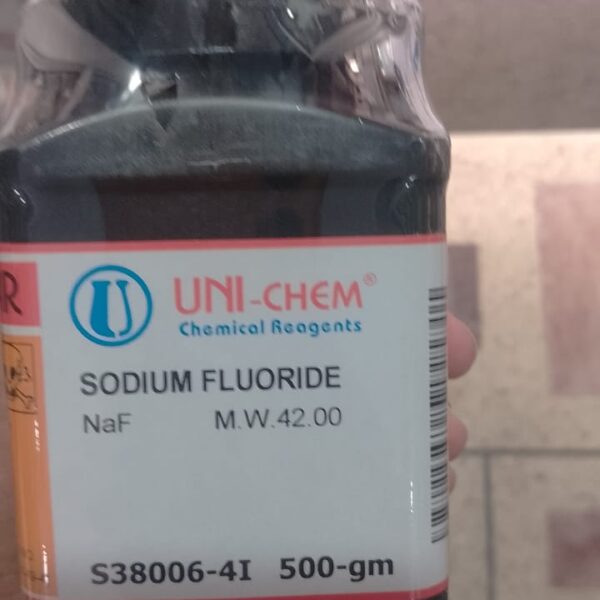 UNI-CHEM®
Chemical Reagents
SODIUM FLUORIDE
NaF M.W.42.00
S38006-4I 500-gm